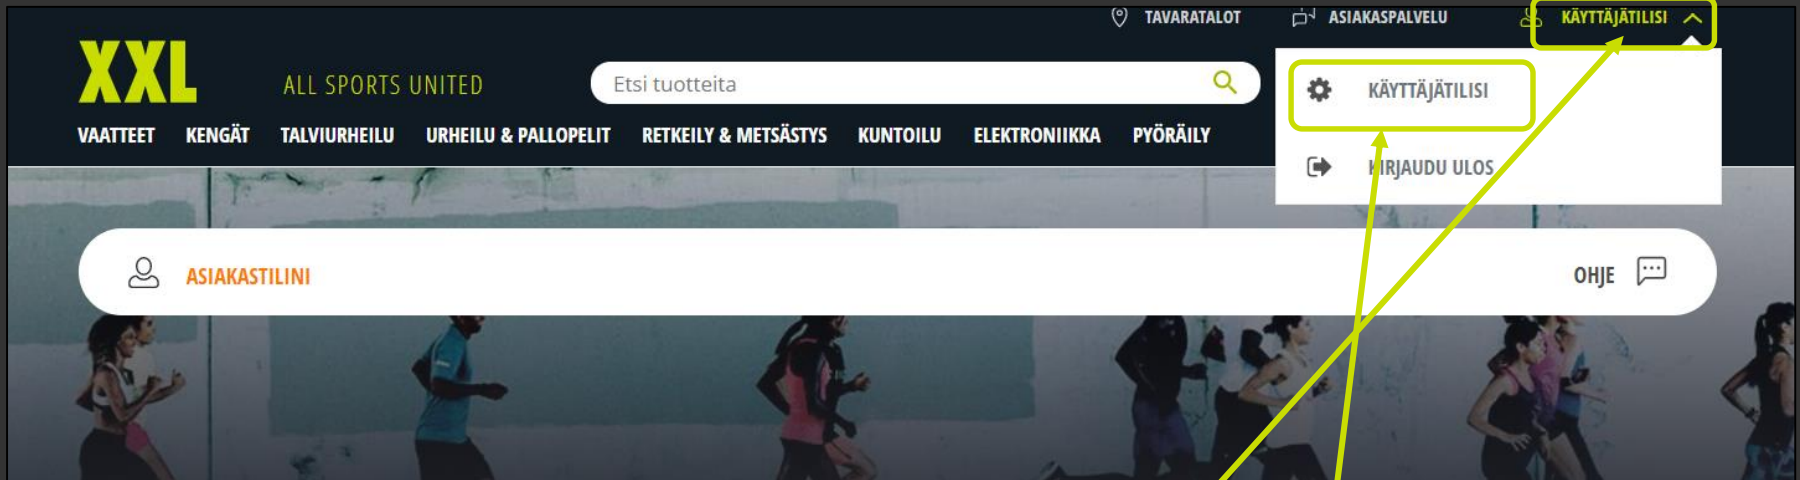 TAVARATALOT ASIAKASPALVELU KÄYTTÄJÄTILISI
XXL ALL SPORTS UNITED Etsi tuotteita
KÄYTTÄJÄTILISI
VAATTEET KENGÄT TALVIURHEILU URHEILU & PALLOPELIT RETKEILY & METSÄSTYS KUNTOILU ELEKTRONIIKKA PYÖRÄILY
KIRJAUDU ULOS
ASIAKASTILINI OHJE